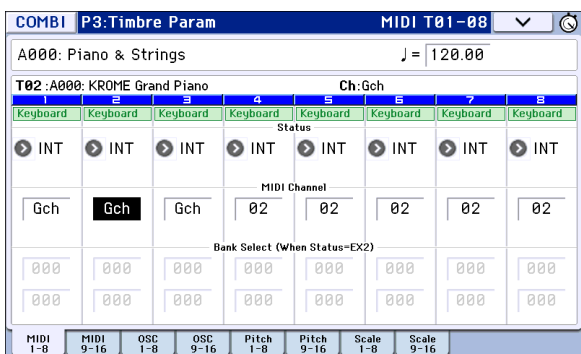 COMBI P3:Timbre Param MIDI T01-08
A000: Piano & Strings ♩= 120.00
T02 :A000: KROME Grand Piano Ch:Gch
1 2 3 4 5 6 7 8
Keyboard Keyboard Keyboard Keyboard Keyboard Keyboard Keyboard Keyboard
Status
INT INT INT INT INT INT INT INT
MIDI Channel
Gch Gch Gch 02 02 02 02 02
Bank Select (When Status=EX2)
000 000 000 000 000 000 000 000
000 000 000 000 000 000 000 000
MIDI 1-8 MIDI 9-16 OSC 1-8 OSC 9-16 Pitch 1-8 Pitch 9-16 Scale 1-8 Scale 9-16